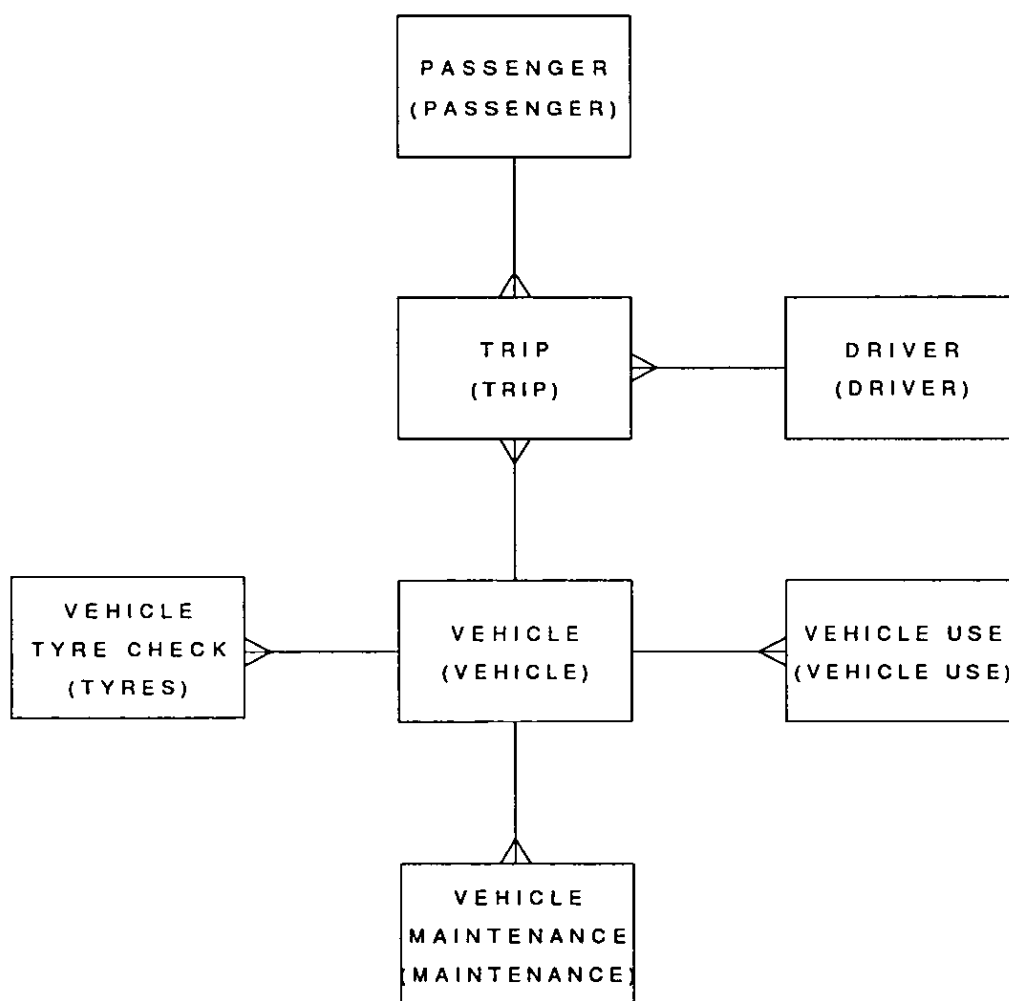 PASSENGER
(PASSENGER)
TRIP
(TRIP)
DRIVER
(DRIVER)
VEHICLE
TYRE CHECK
(TYRES)
VEHICLE
(VEHICLE)
VEHICLE USE
(VEHICLE USE)
VEHICLE
MAINTENANCE
(MAINTENANCE)